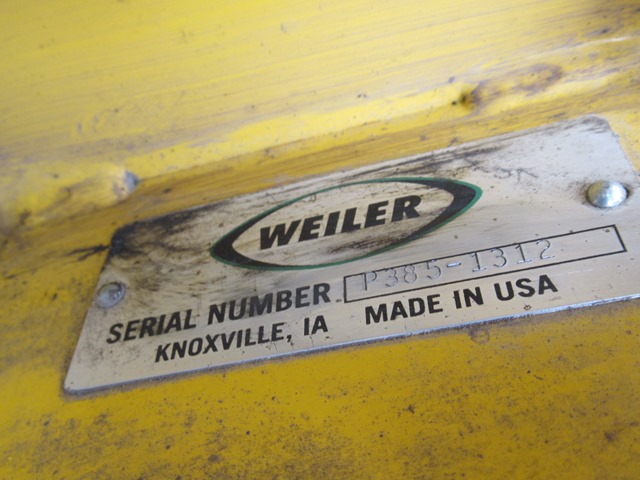 WEILER
SERIAL NUMBER P385-1312
KNOXVILLE, IA MADE IN USA